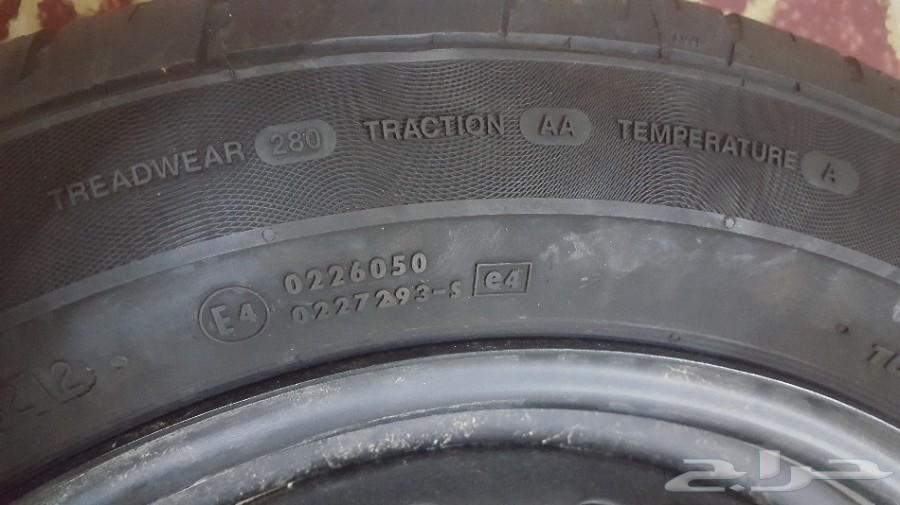 TREADWEAR 280 TRACTION AA TEMPERATURE A
E4 0226050
0227293-S e4
حراج